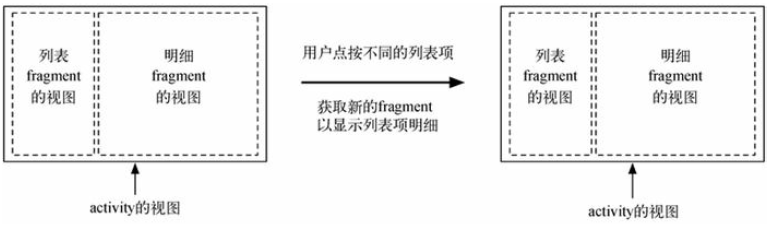 列表
fragment
的视图
明细
fragment
的视图
activity的视图
用户点按不同的列表项
获取新的fragment
以显示列表项明细
列表
fragment
的视图
明细
fragment
的视图
activity的视图